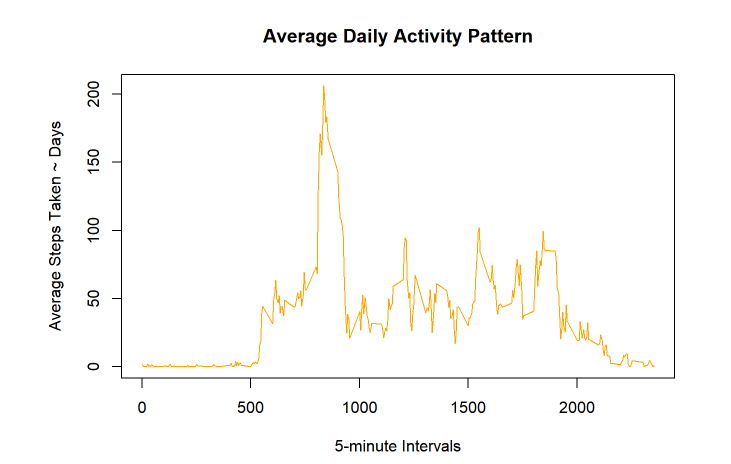 Average Daily Activity Pattern
Average Steps Taken ~ Days
200
150
100
50
0
0 500 1000 1500 2000
5-minute Intervals